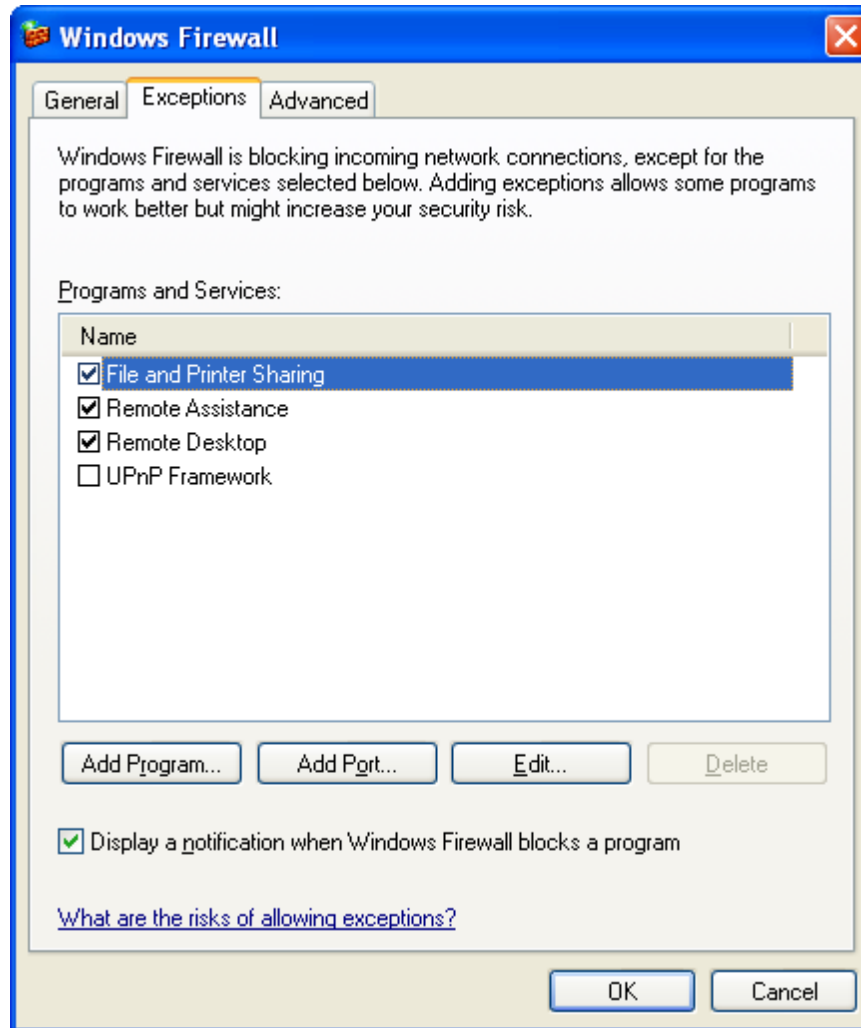 Windows Firewall
General Exceptions Advanced
Windows Firewall is blocking incoming network connections, except for the
programs and services selected below. Adding exceptions allows some programs
to work better but might increase your security risk.
Programs and Services:
Name
File and Printer Sharing
Remote Assistance
Remote Desktop
UPnP Framework
Add Program... Add Port... Edit... Delete
Display a notification when Windows Firewall blocks a program
What are the risks of allowing exceptions?
OK Cancel